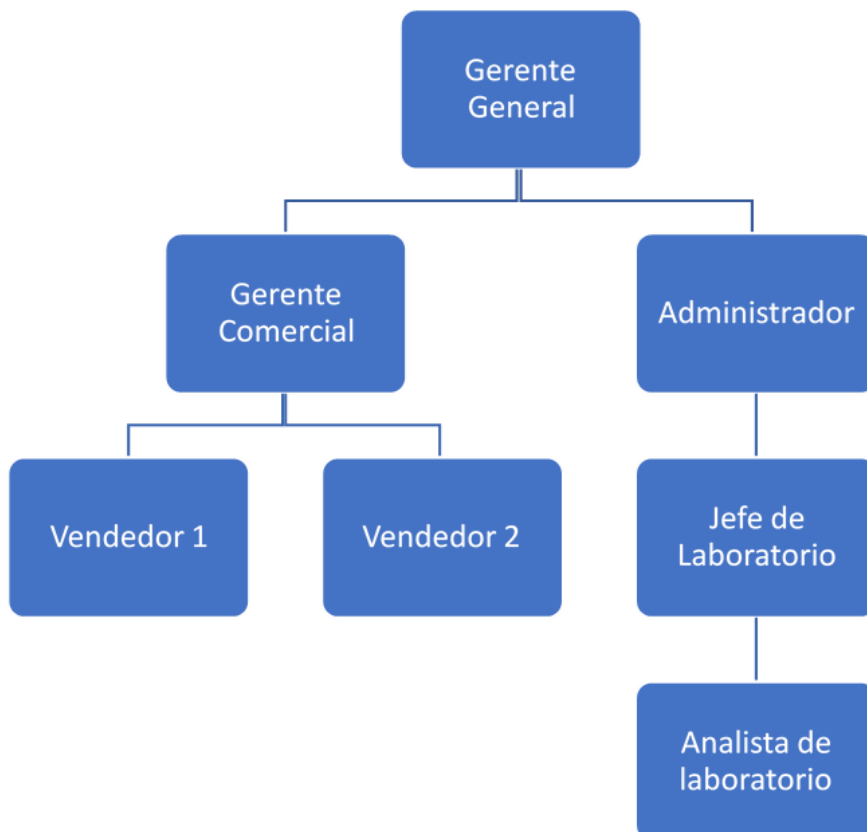 Gerente
General
Gerente
Comercial
Administrador
Vendedor 1
Vendedor 2
Jefe de
Laboratorio
Analista de
laboratorio